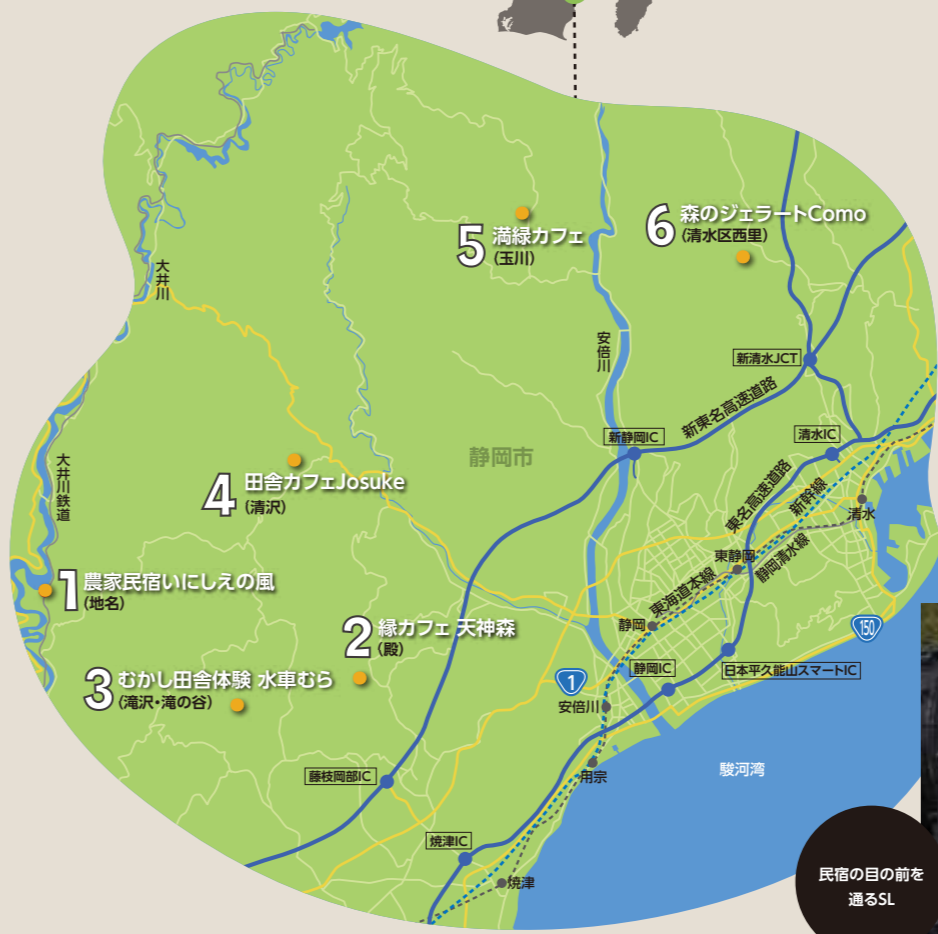 6
森のジェラートComo
(清水区西里)
5
満緑カフェ
(玉川)
大井川
安倍川
新清水JCT
新東名高速道路
清水IC
新静岡IC
静岡市
4
田舎カフェJosuke
(清沢)
大井川鉄道
東名高速道路
新幹線
清水
東静岡
静岡清水線
東海道本線
1
農家民宿いにしえの風
(地名)
2
縁カフェ 天神森
(殿)
静岡
150
静岡IC
日本平久能山スマートIC
3
むかし田舎体験 水車むら
(滝沢・滝の谷)
1
安倍川
用宗
駿河湾
藤枝岡部IC
焼津IC
焼津
民宿の目の前を
通るSL